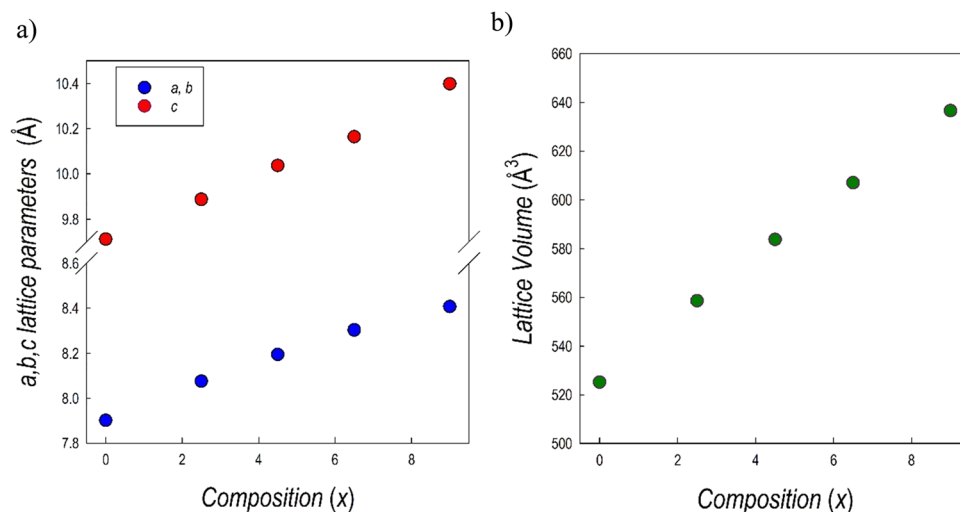 a)
a, b
c
10.4
10.2
10.0
9.8
8.6
8.4
8.2
8.0
7.8
a,b,c lattice parameters (Å)
0 2 4 6 8
Composition (x)
b)
660
640
620
600
580
560
540
520
500
Lattice Volume (Å³)
0 2 4 6 8
Composition (x)